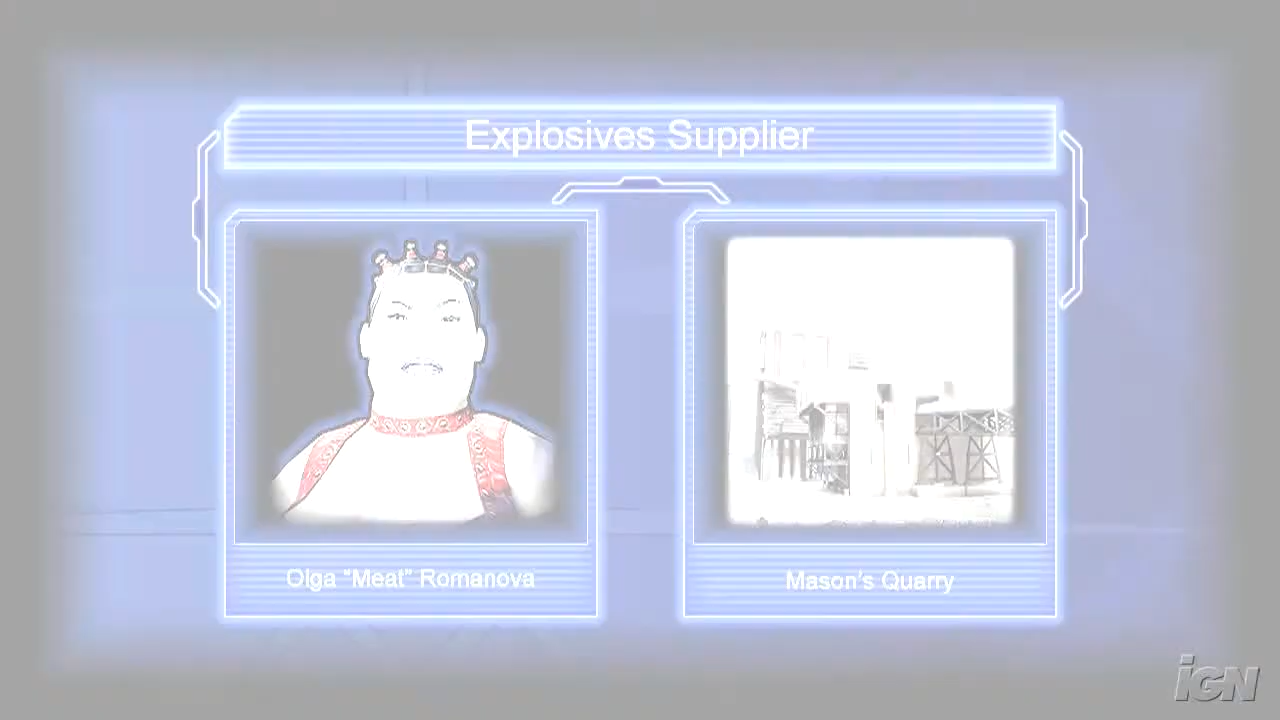 Explosives Supplier
Olga “Meat” Romanova
Mason’s Quarry
IGN